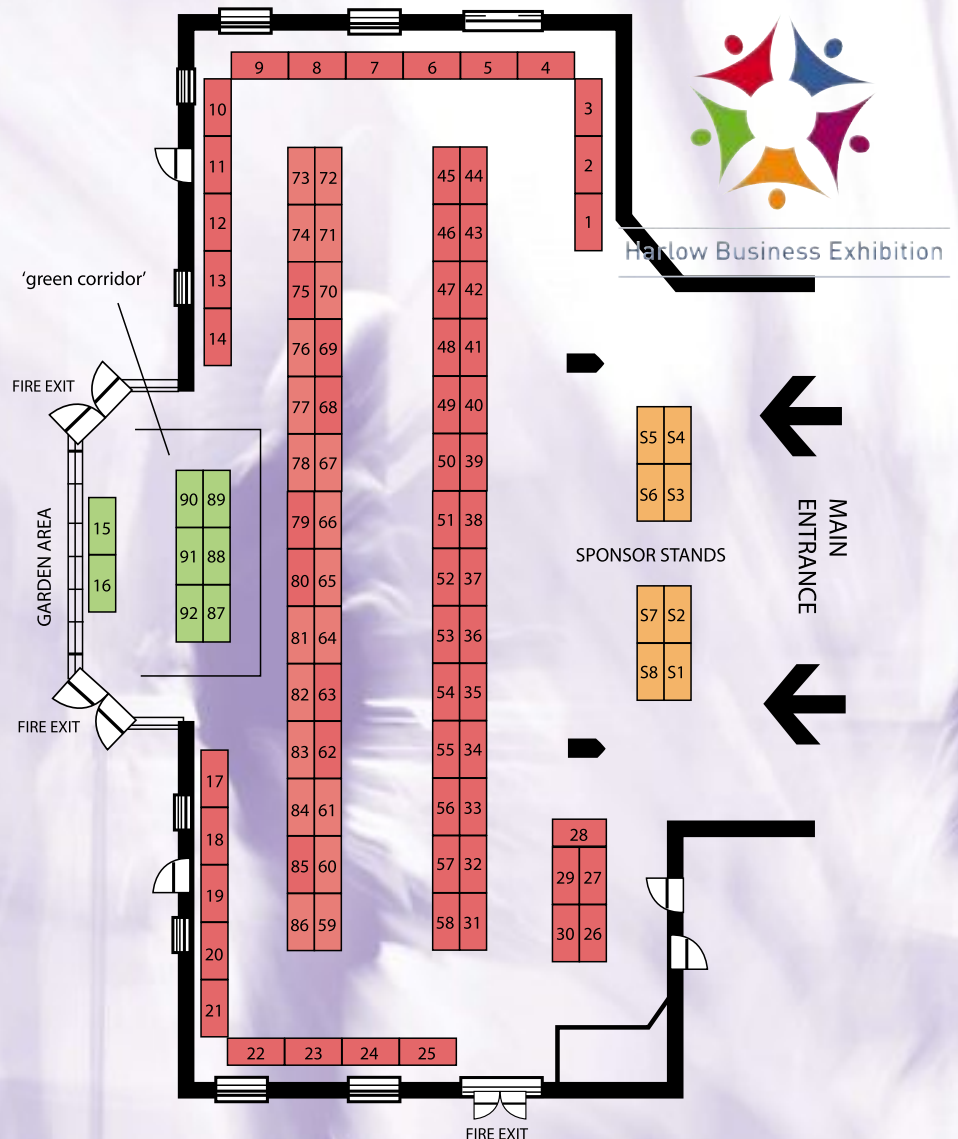 9 8 7 6 5 4
10
3
11
2
12
1
73 72 45 44
74 71 46 43
Harlow Business Exhibition
'green corridor'
13
75 70 47 42
14
76 69 48 41
FIRE EXIT
77 68 49 40
S5 S4
78 67 50 39
S6 S3
90 89
79 66 51 38
15
GARDEN AREA
MAIN
ENTRANCE
91 88
SPONSOR STANDS
16
80 65 52 37
92 87
81 64 53 36
S7 S2
82 63 54 35
S8 S1
FIRE EXIT
83 62 55 34
17
84 61 56 33
18
28
85 60 57 32
29 27
19
86 59 58 31
30 26
20
21
22 23 24 25
FIRE EXIT